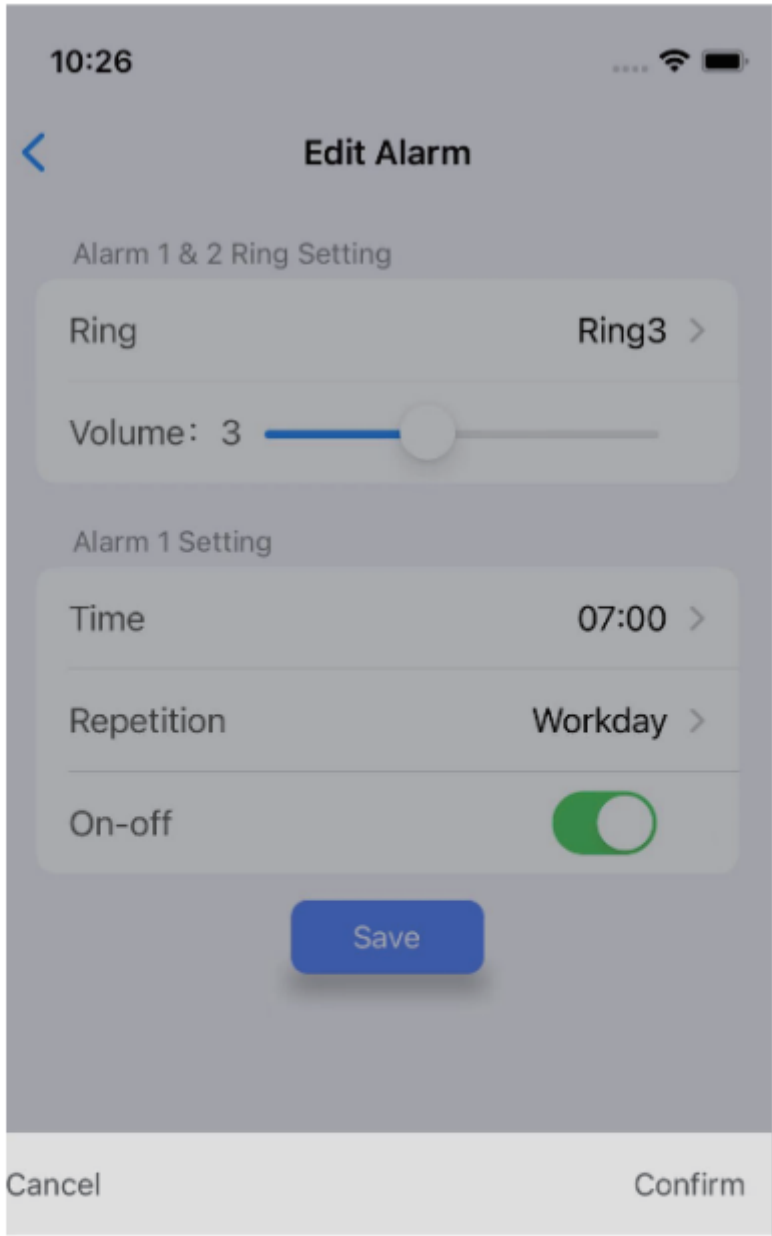 10:26
Edit Alarm
Alarm 1 & 2 Ring Setting
Ring Ring3
Volume: 3
Alarm 1 Setting
Time 07:00
Repetition Workday
On-off
Save
Cancel Confirm